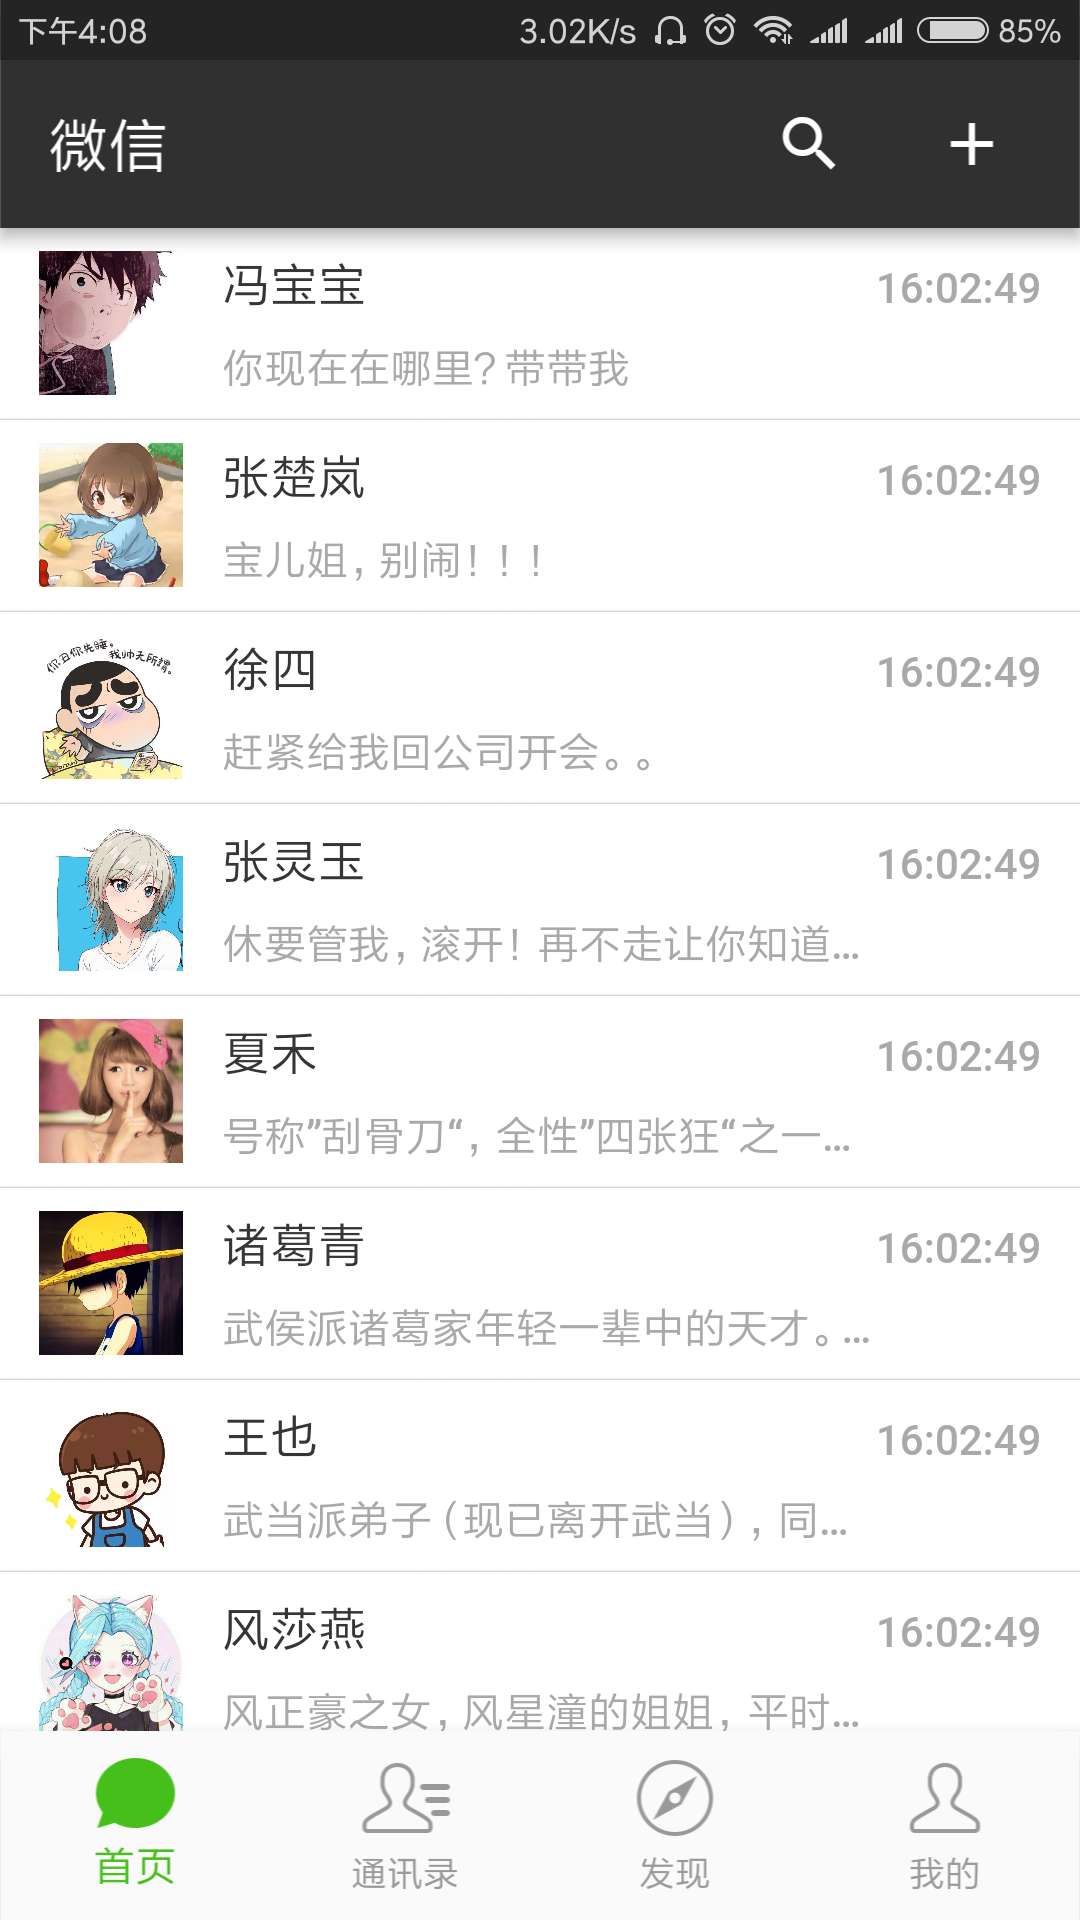 下午4:08 3.02K/s 85%
微信
冯宝宝 16:02:49
你现在在哪里?带带我
张楚岚 16:02:49
宝儿姐,别闹!!!
你丑你先睡。
我帅无所谓。
徐四 16:02:49
赶紧给我回公司开会。。
张灵玉 16:02:49
休要管我,滚开!再不走让你知道...
夏禾 16:02:49
号称”刮骨刀“,全性”四张狂“之一...
诸葛青 16:02:49
武侯派诸葛家年轻一辈中的天才。...
王也 16:02:49
武当派弟子(现已离开武当),同...
风莎燕 16:02:49
风正豪之女,风星潼的姐姐,平时...
首页 通讯录 发现 我的